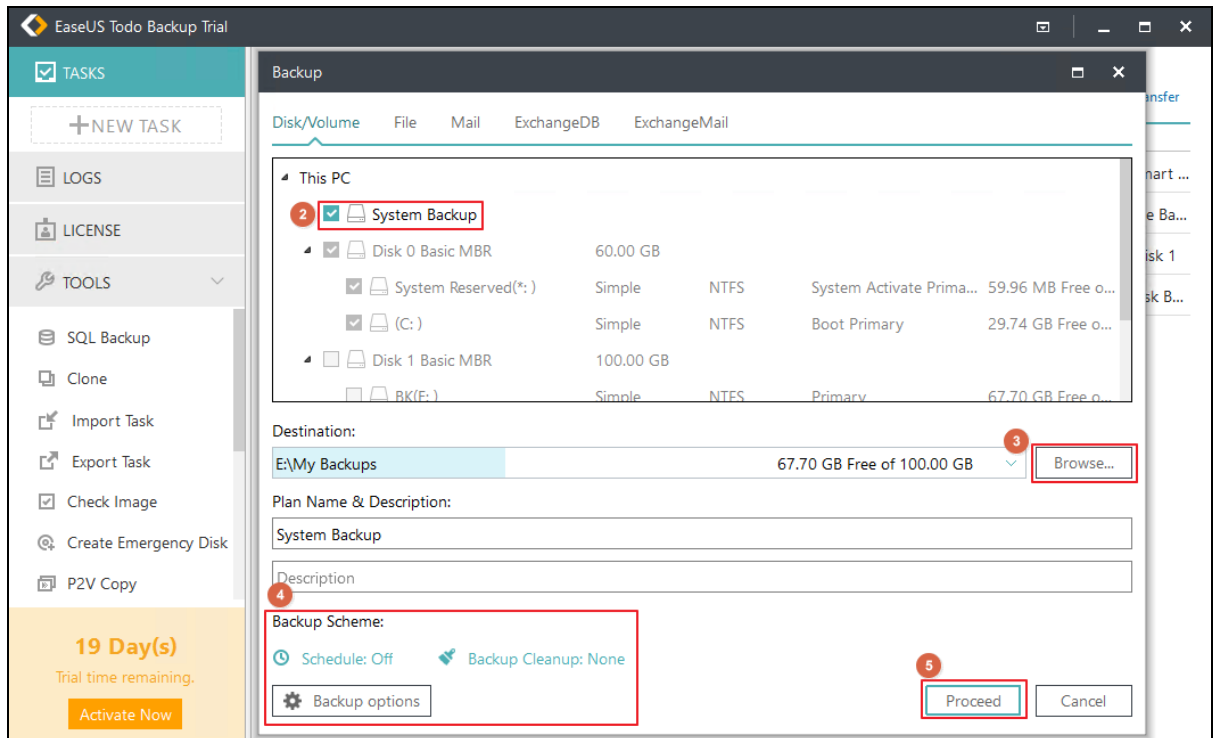 EaseUS Todo Backup Trial
TASKS
NEW TASK
LOGS
LICENSE
TOOLS
SQL Backup
Clone
Import Task
Export Task
Check Image
Create Emergency Disk
P2V Copy
19 Day(s)
Trial time remaining.
Activate Now
Backup
Disk/Volume File Mail ExchangeDB ExchangeMail
This PC
2 System Backup
Disk 0 Basic MBR 60.00 GB
System Reserved(*: ) Simple NTFS System Activate Prima... 59.96 MB Free o...
(C: ) Simple NTFS Boot Primary 29.74 GB Free o...
Disk 1 Basic MBR 100.00 GB
BK(E: ) Simple NTFS Primary 67.70 GB Free o...
Destination:
3
E:\My Backups 67.70 GB Free of 100.00 GB Browse...
Plan Name & Description:
System Backup
Description
4
Backup Scheme:
Schedule: Off Backup Cleanup: None
5
Backup options Proceed Cancel
ansfer
nart ...
e Ba...
isk 1
sk B...